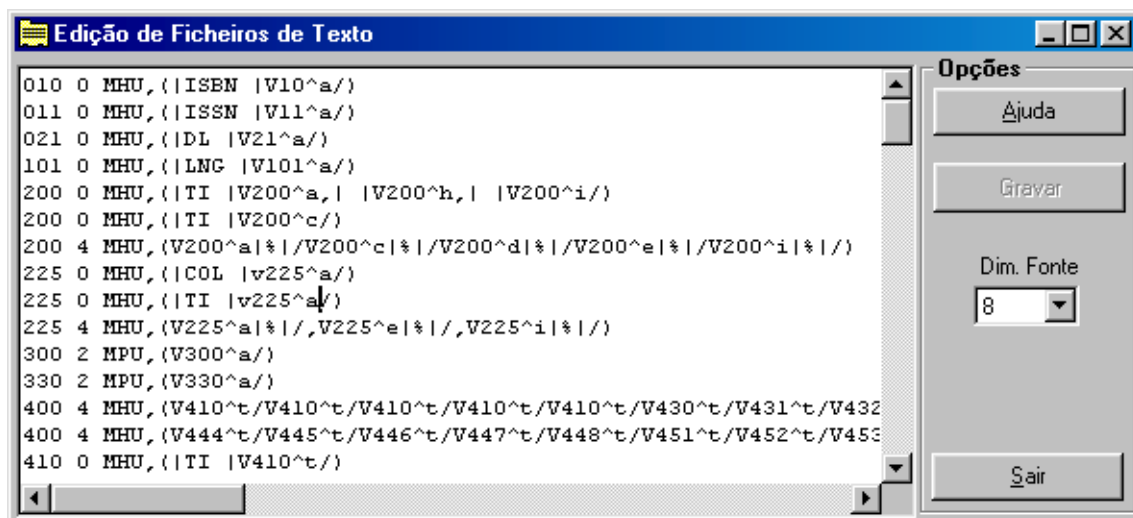 Edição de Ficheiros de Texto
010 0 MHU,(|ISBN |V10^a/)
011 0 MHU,(|ISSN |V11^a/)
021 0 MHU,(|DL |V21^a/)
101 0 MHU,(|LNG |V101^a/)
200 0 MHU,(|TI |V200^a,| |V200^h,| |V200^i/)
200 0 MHU,(|TI |V200^c/)
200 4 MHU,(V200^a|%|/V200^c|%|/V200^d|%|/V200^e|%|/V200^i|%|/)
225 0 MHU,(|COL |v225^a/)
225 0 MHU,(|TI |v225^a/)
225 4 MHU,(V225^a|%|/,V225^e|%|/,V225^i|%|/)
300 2 MPU,(V300^a/)
330 2 MPU,(V330^a/)
400 4 MHU,(V410^t/V410^t/V410^t/V410^t/V410^t/V430^t/V431^t/V432
400 4 MHU,(V444^t/V445^t/V446^t/V447^t/V448^t/V451^t/V452^t/V453
410 0 MHU,(|TI |V410^t/)
Opções
Ajuda
Gravar
Dim. Fonte
8
Sair